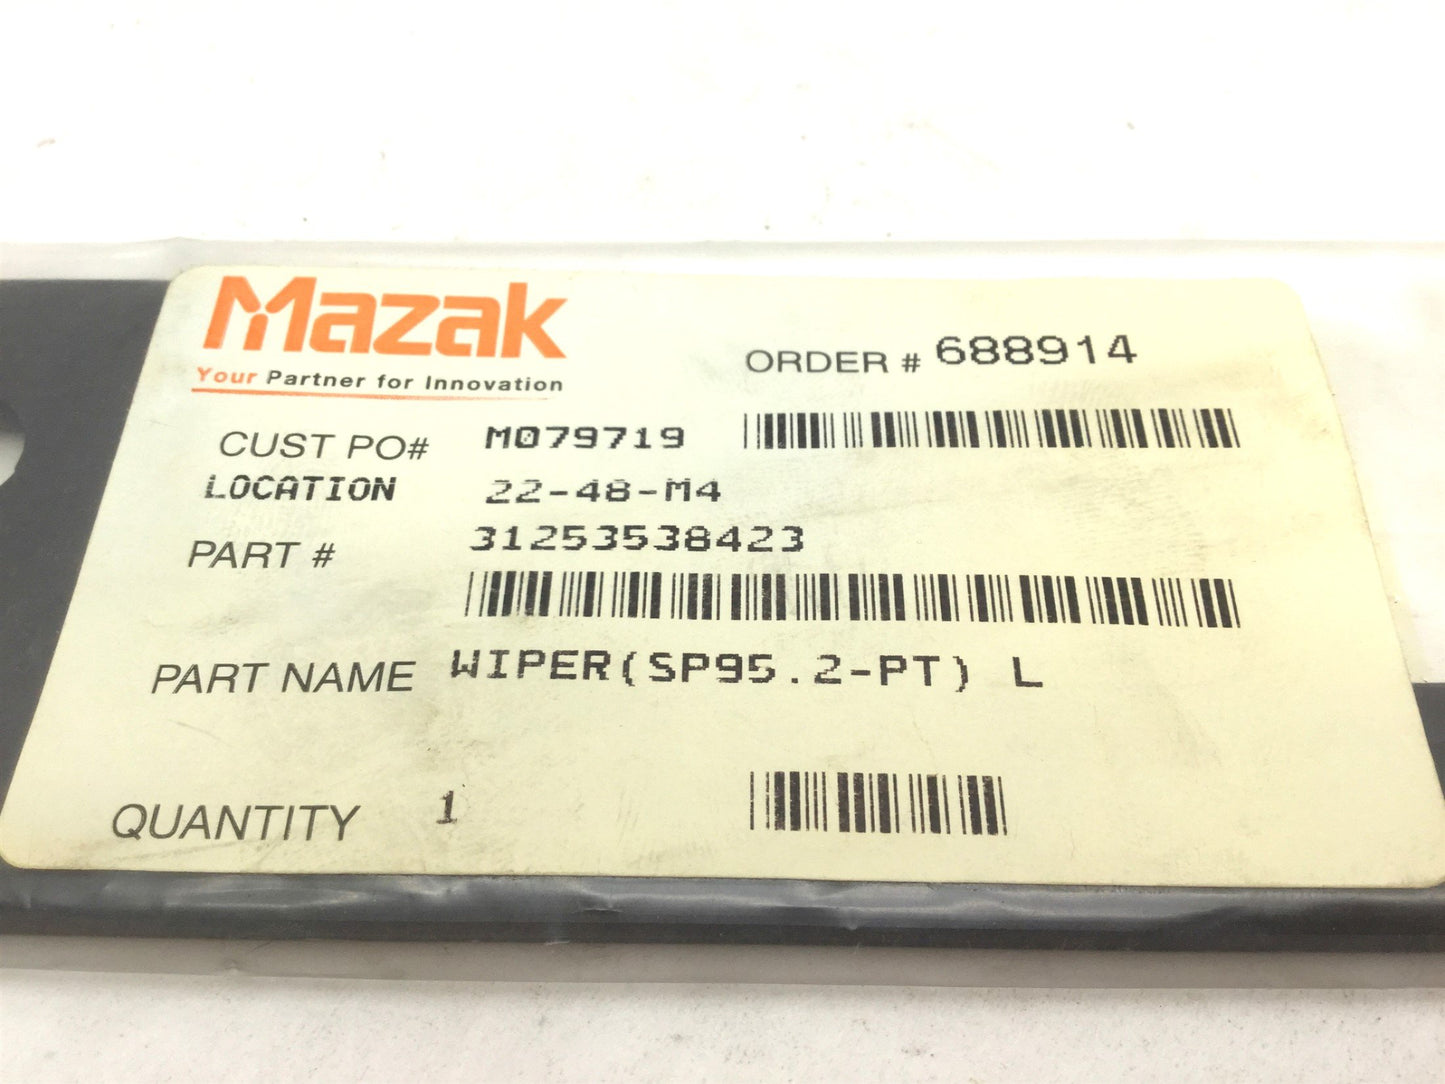 Mazak
Your Partner for Innovation
ORDER # 688914
CUST PO# M079719
LOCATION 22-48-M4
PART # 31253538423
PART NAME WIPER(SP95.2-PT) L
QUANTITY 1